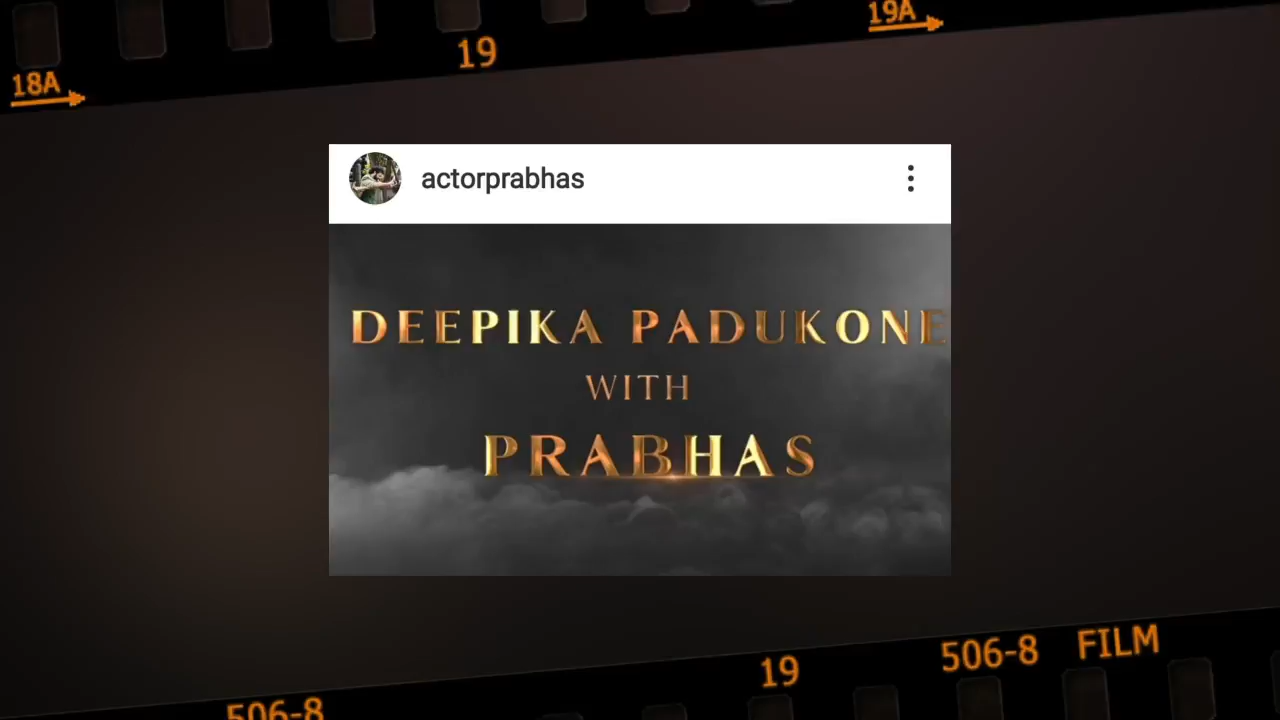 19A
19
18A
actorprabhas
DEEPIKA PADUKONE
WITH
PRABHAS
506-8 FILM
19
506-8